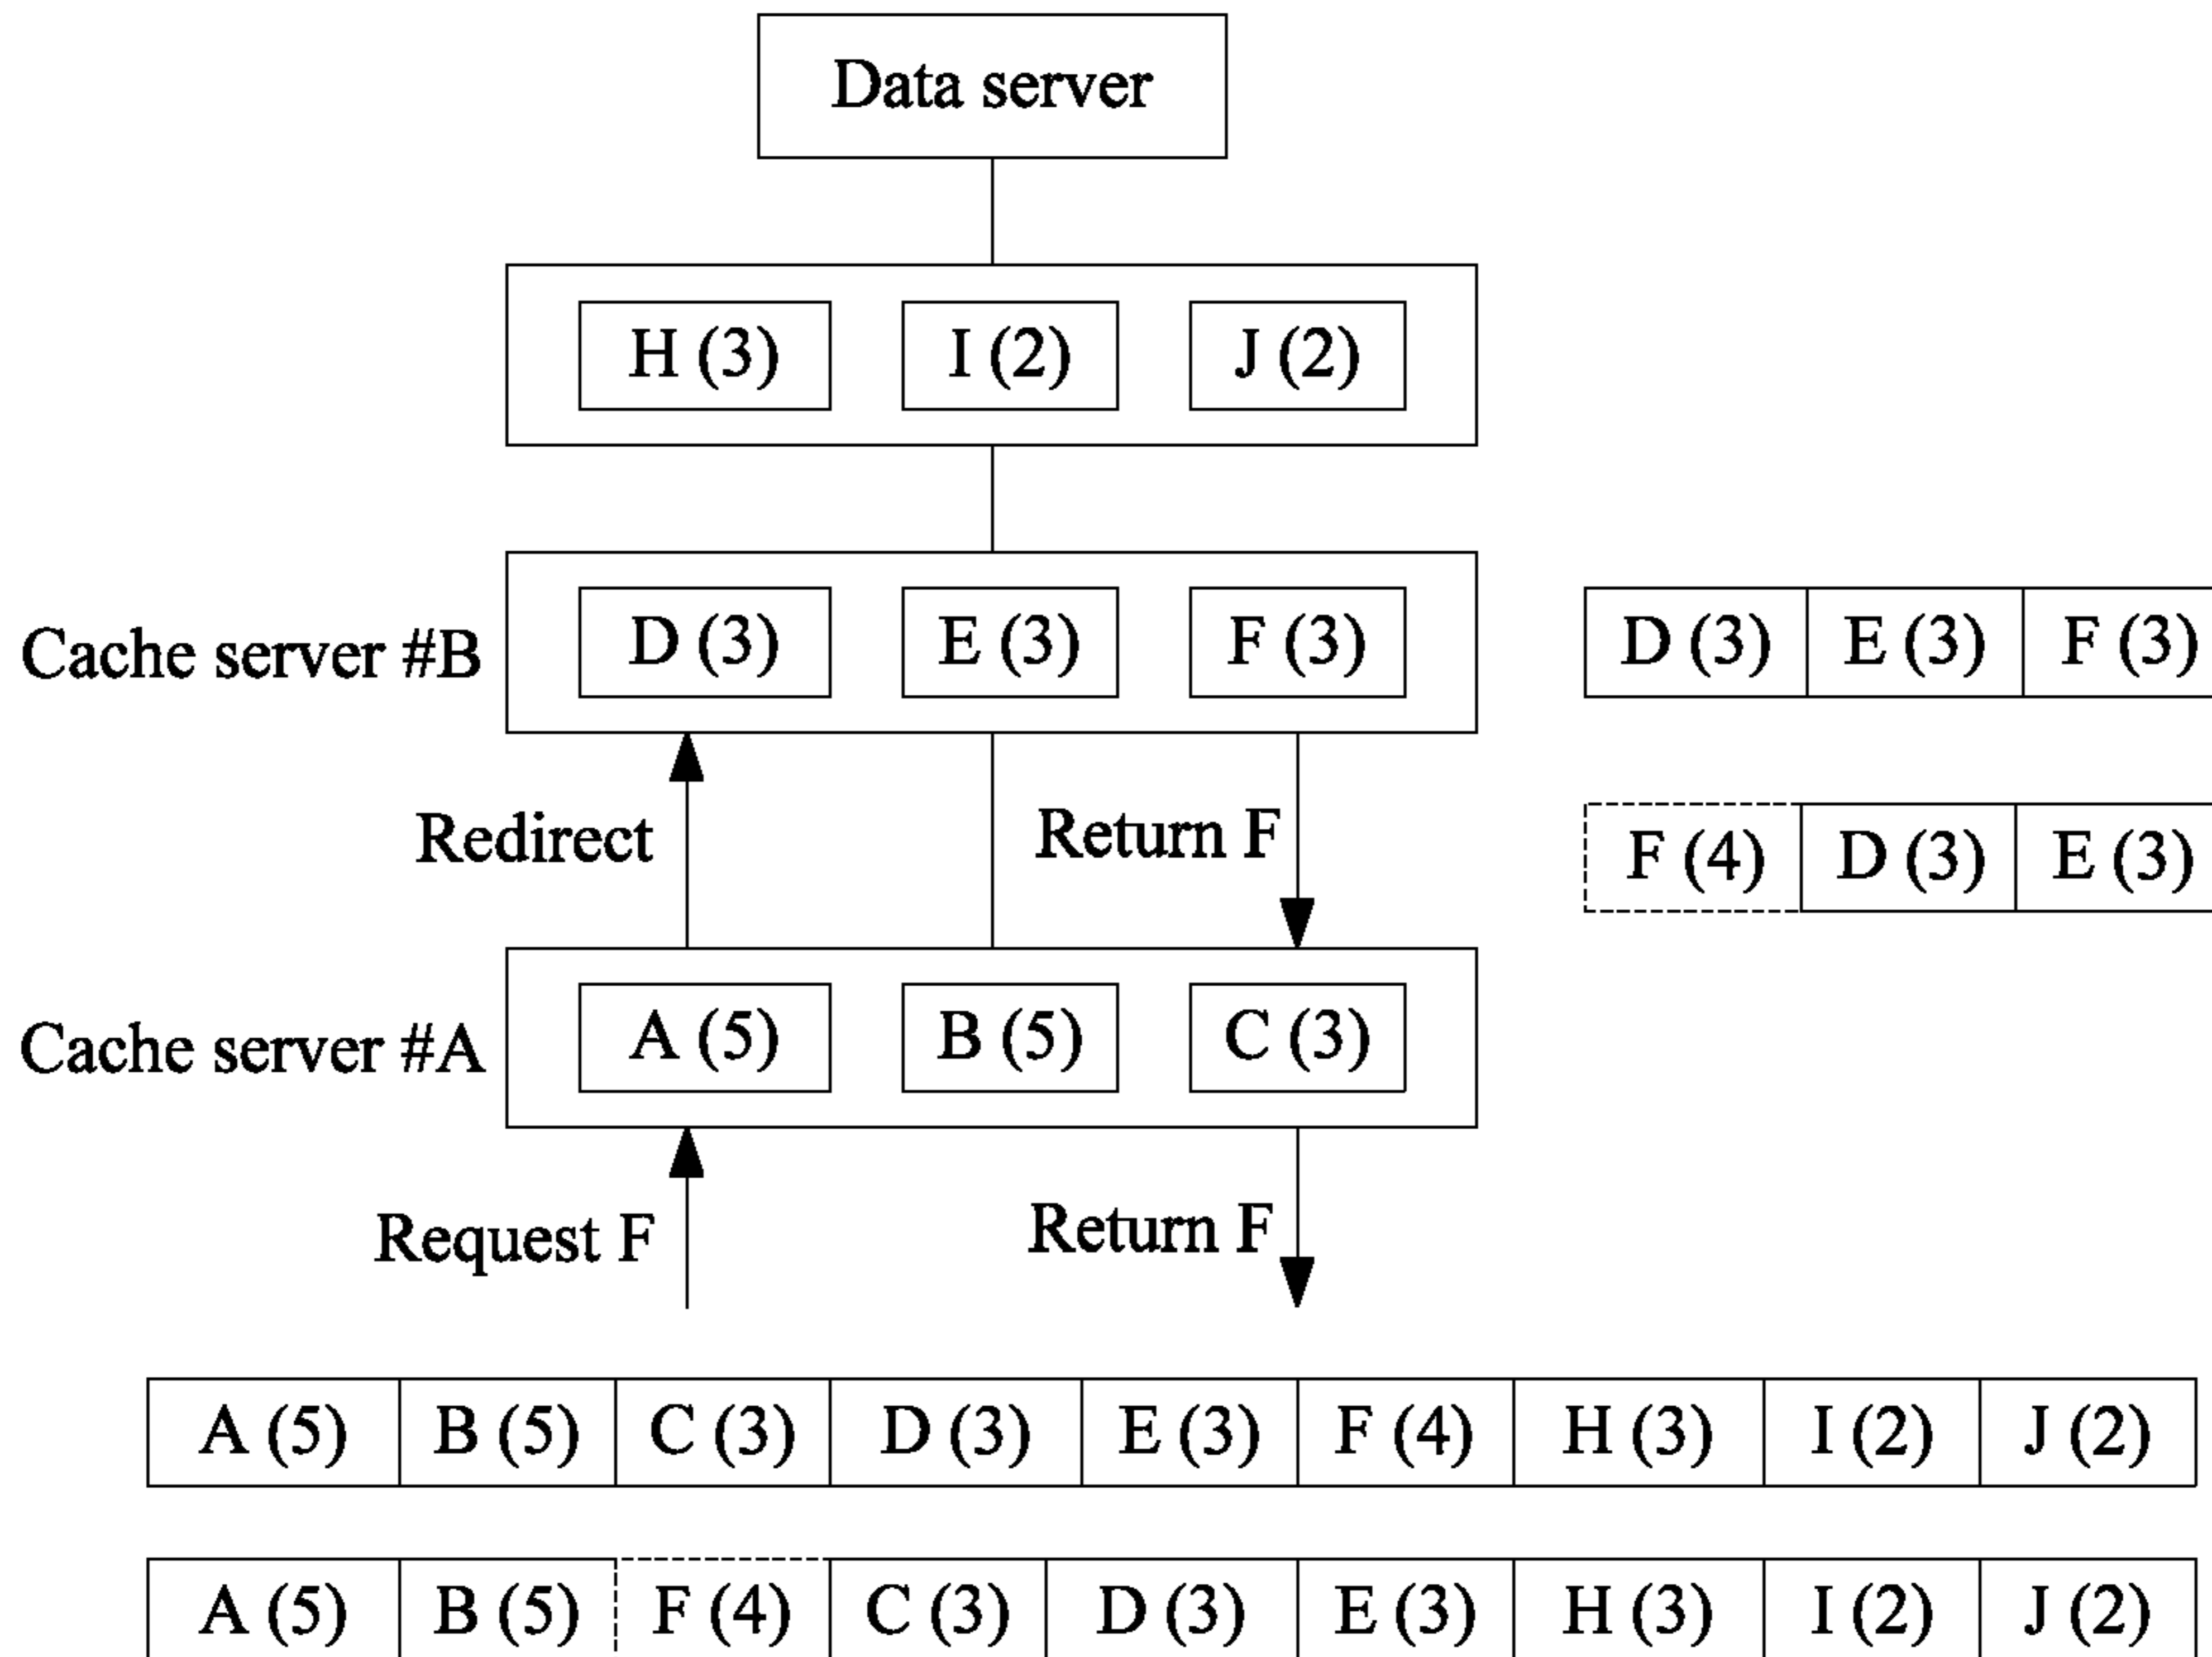 Data server
H (3) I (2) J (2)
Cache server #B D (3) E (3) F (3) D (3) E (3) F (3)
Redirect Return F F (4) D (3) E (3)
Cache server #A A (5) B (5) C (3)
Request F Return F
A (5) B (5) C (3) D (3) E (3) F (4) H (3) I (2) J (2)
A (5) B (5) F (4) C (3) D (3) E (3) H (3) I (2) J (2)